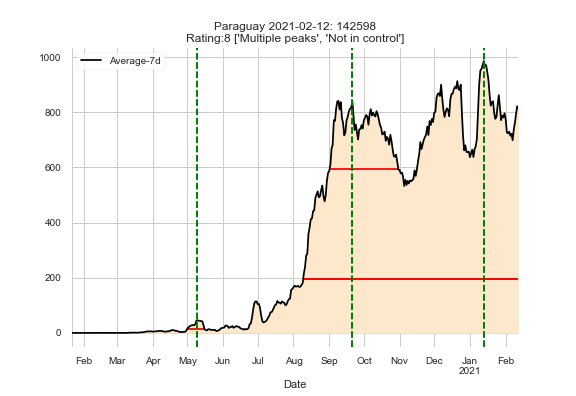 Paraguay 2021-02-12: 142598
Rating:8 ['Multiple peaks', 'Not in control']
Average-7d
1000
800
600
400
200
0
Feb Mar Apr May Jun Jul Aug Sep Oct Nov Dec Jan Feb
2021
Date